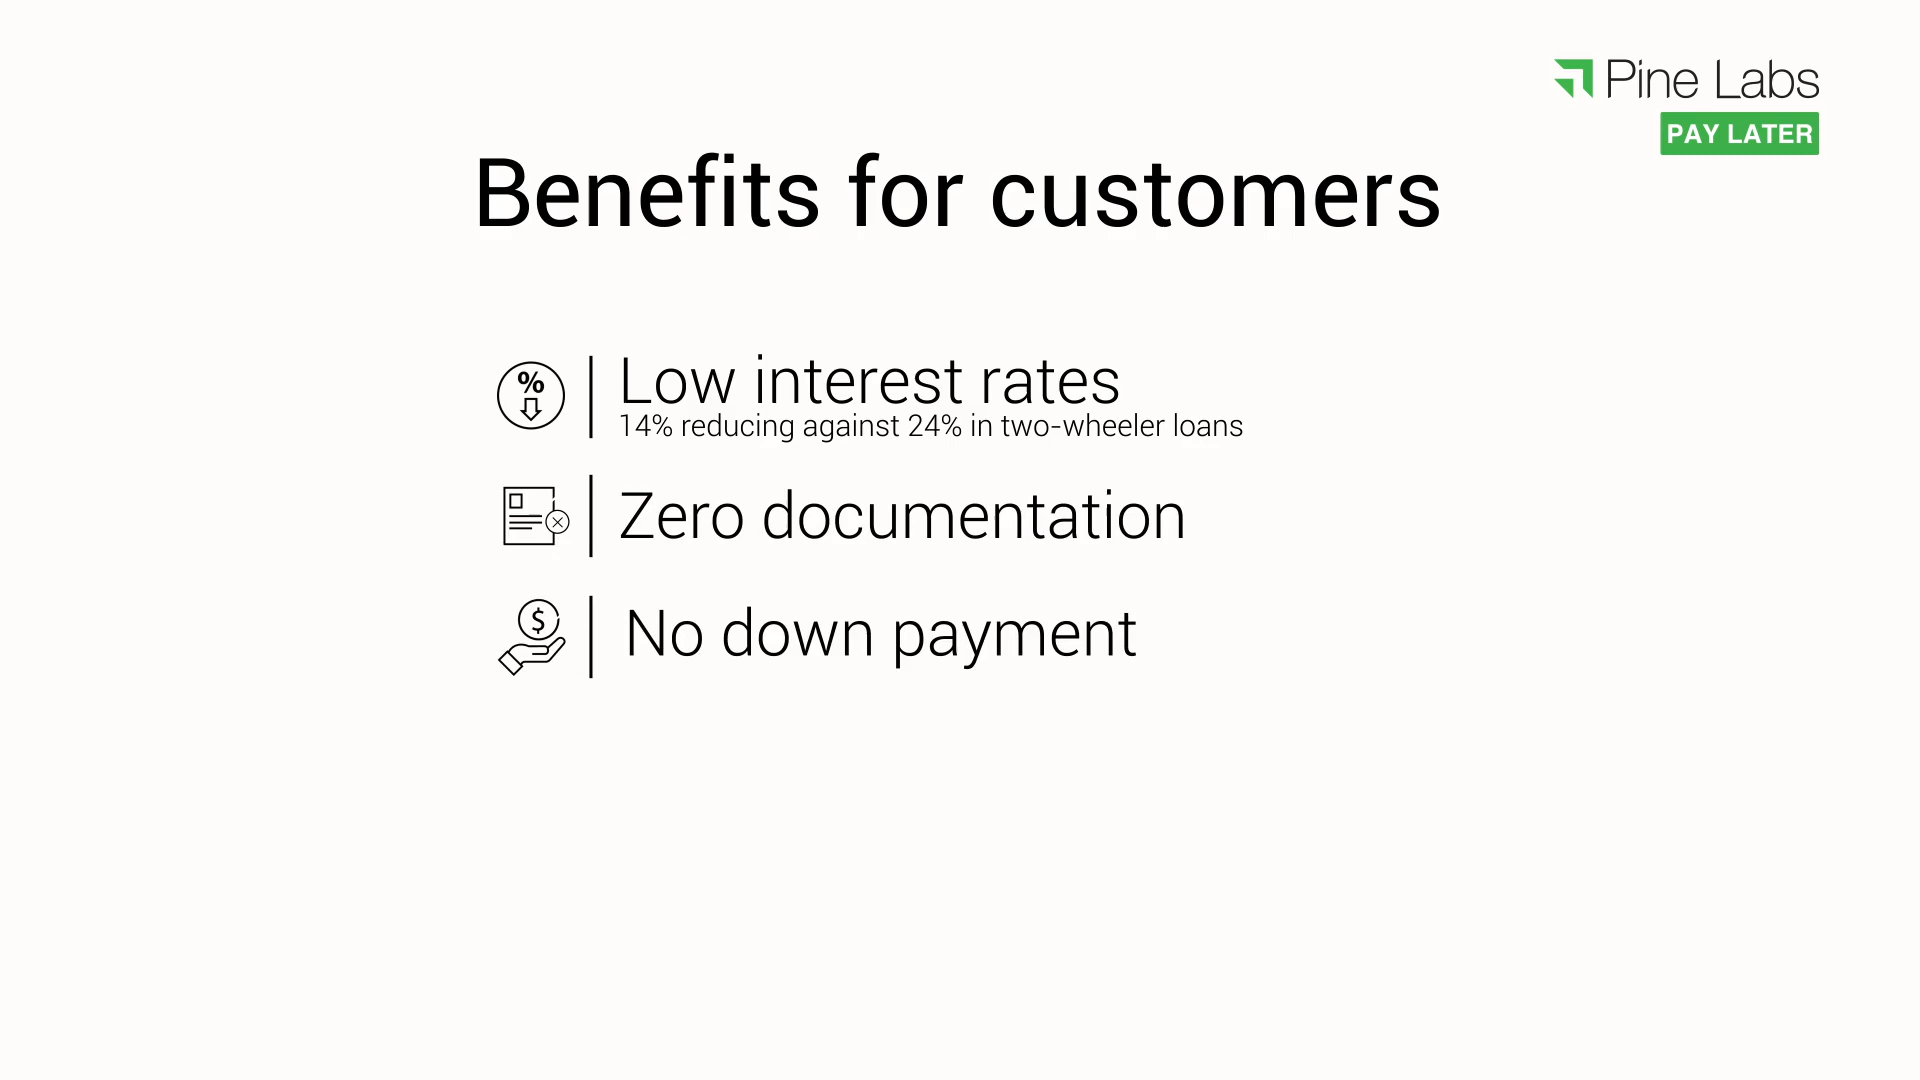 Pine Labs
PAY LATER
Benefits for customers
%
Low interest rates
14% reducing against 24% in two-wheeler loans
Zero documentation
$
No down payment